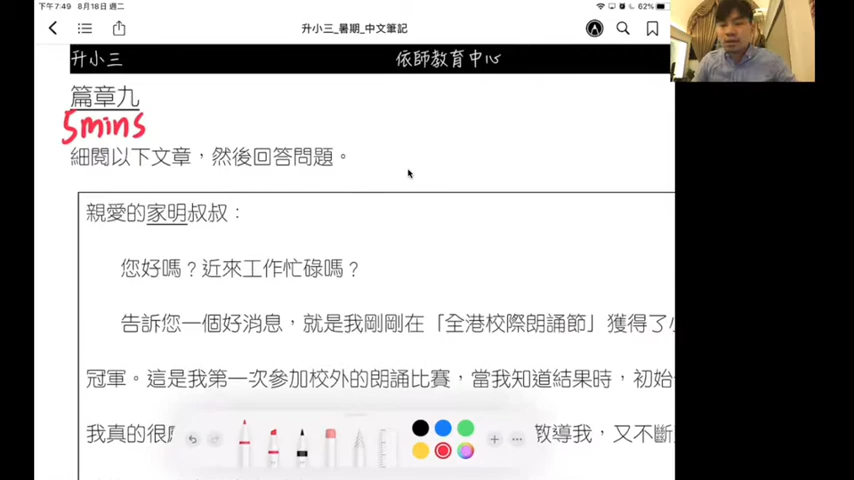 下午7:49 8月18日 週二
62%
升小三_暑期_中文筆記
升小三 依師教育中心
篇章九
5mins
細閱以下文章，然後回答問題。
親愛的家明叔叔：
您好嗎？近來工作忙碌嗎？
告訴您一個好消息，就是我剛剛在「全港校際朗誦節」獲得了
冠軍。這是我第一次參加校外的朗誦比賽，當我知道結果時，初始
我真的很 教導我，又不斷